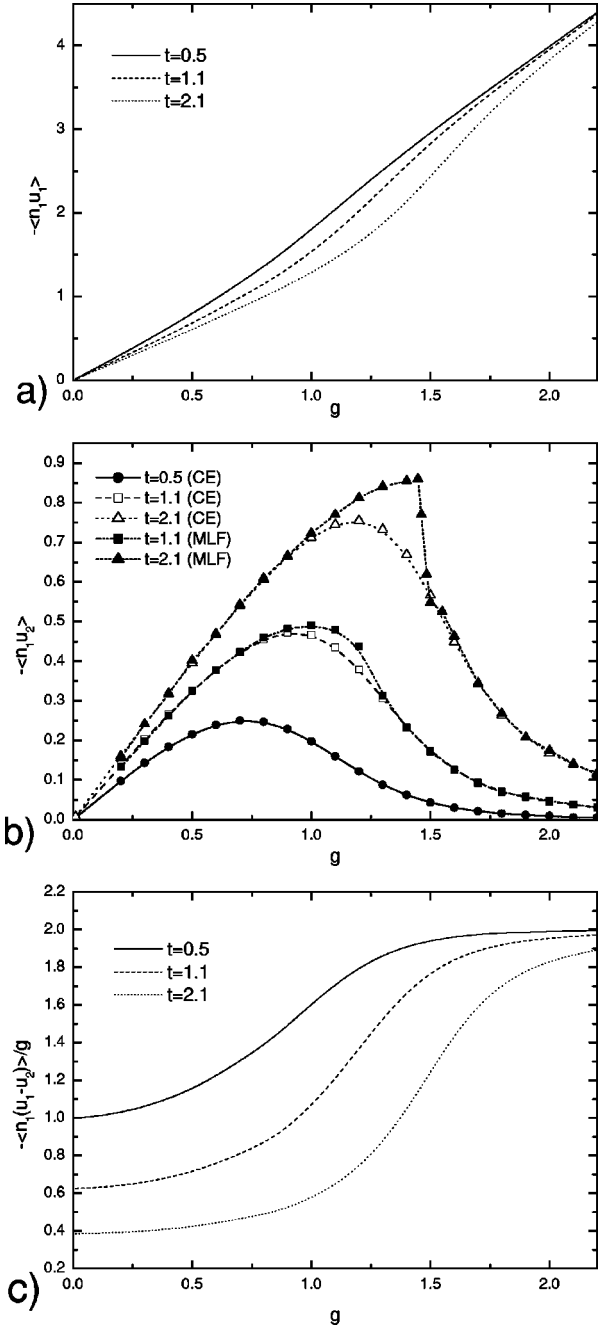 4
3
2
1
0
-<n₁u₁>
t=0.5
t=1.1
t=2.1
0.0 0.5 1.0 1.5 2.0
g
a)
0.9
0.8
0.7
0.6
0.5
0.4
0.3
0.2
0.1
0.0
-<n₁u₂>
t=0.5 (CE)
t=1.1 (CE)
t=2.1 (CE)
t=1.1 (MLF)
t=2.1 (MLF)
0.0 0.5 1.0 1.5 2.0
g
b)
2.2
2.0
1.8
1.6
1.4
1.2
1.0
0.8
0.6
0.4
0.2
-<n₁(u₁-u₂)>/g
t=0.5
t=1.1
t=2.1
0.0 0.5 1.0 1.5 2.0
g
c)